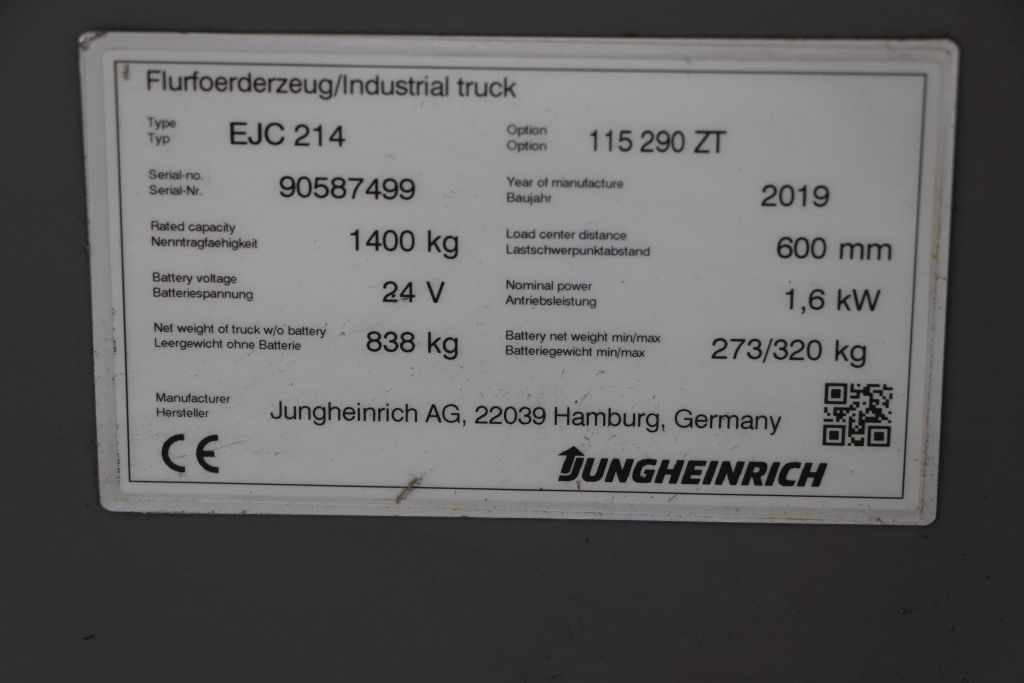 Flurfoerderzeug/Industrial truck
Type
Typ
EJC 214
Option
Option
115 290 ZT
Serial-no.
Serial-Nr.
90587499
Year of manufacture
Baujahr
2019
Rated capacity
Nenntragfaehigkeit
1400 kg
Load center distance
Lastschwerpunktabstand
600 mm
Battery voltage
Batteriespannung
24 V
Nominal power
Antriebsleistung
1,6 kW
Net weight of truck w/o battery
Leergewicht ohne Batterie
838 kg
Battery net weight min/max
Batteriegewicht min/max
273/320 kg
Manufacturer
Hersteller
Jungheinrich AG, 22039 Hamburg, Germany
CE
JUNGHEINRICH